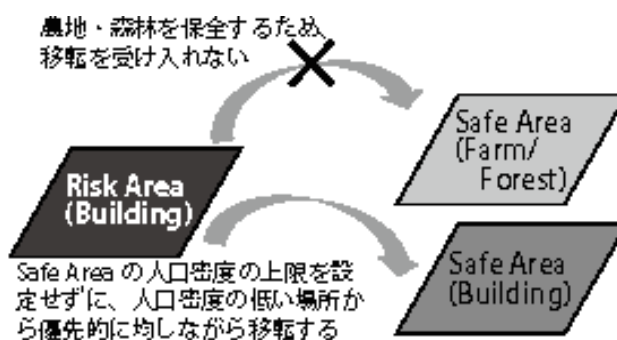 農地・森林を保全するため、
移転を受け入れない
Safe Area
(Farm/
Forest)
Risk Area
(Building)
Safe Area
(Building)
Safe Area の人口密度の上限を設
定せずに、人口密度の低い場所か
ら優先的に均しながら移転する